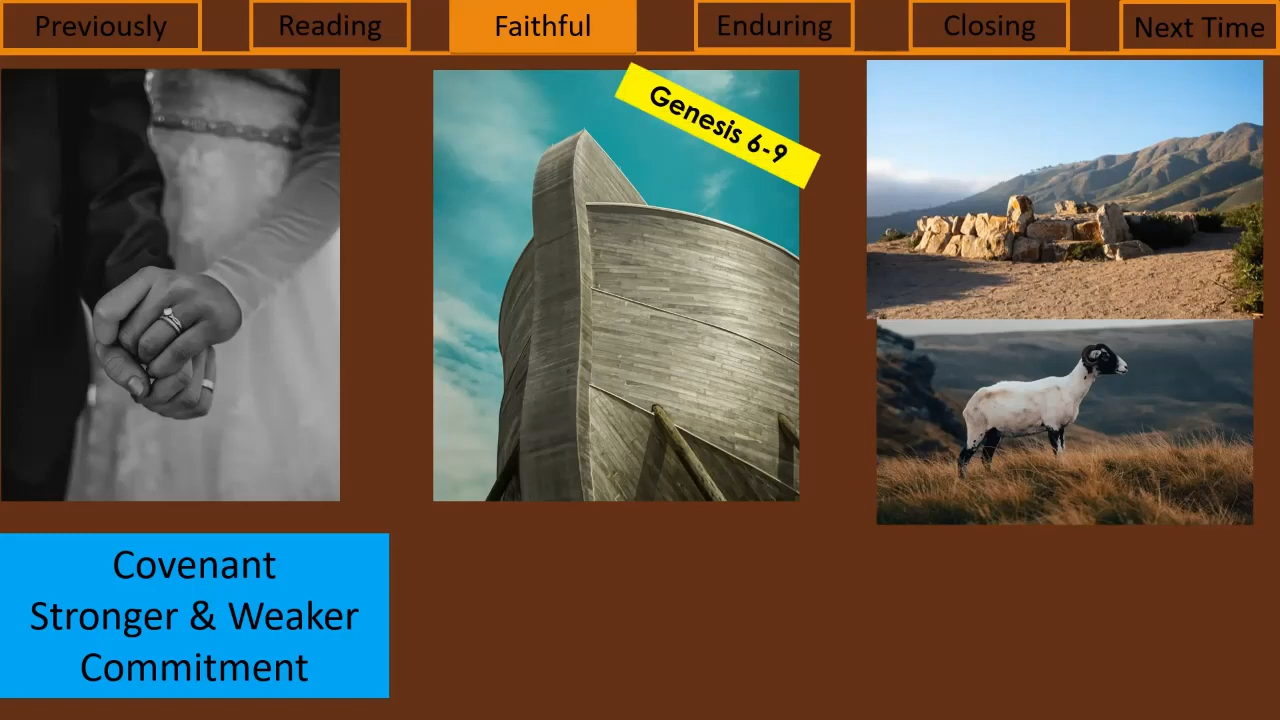 Previously
Reading
Faithful
Enduring
Closing
Next Time
Genesis 6-9
Covenant
Stronger & Weaker
Commitment